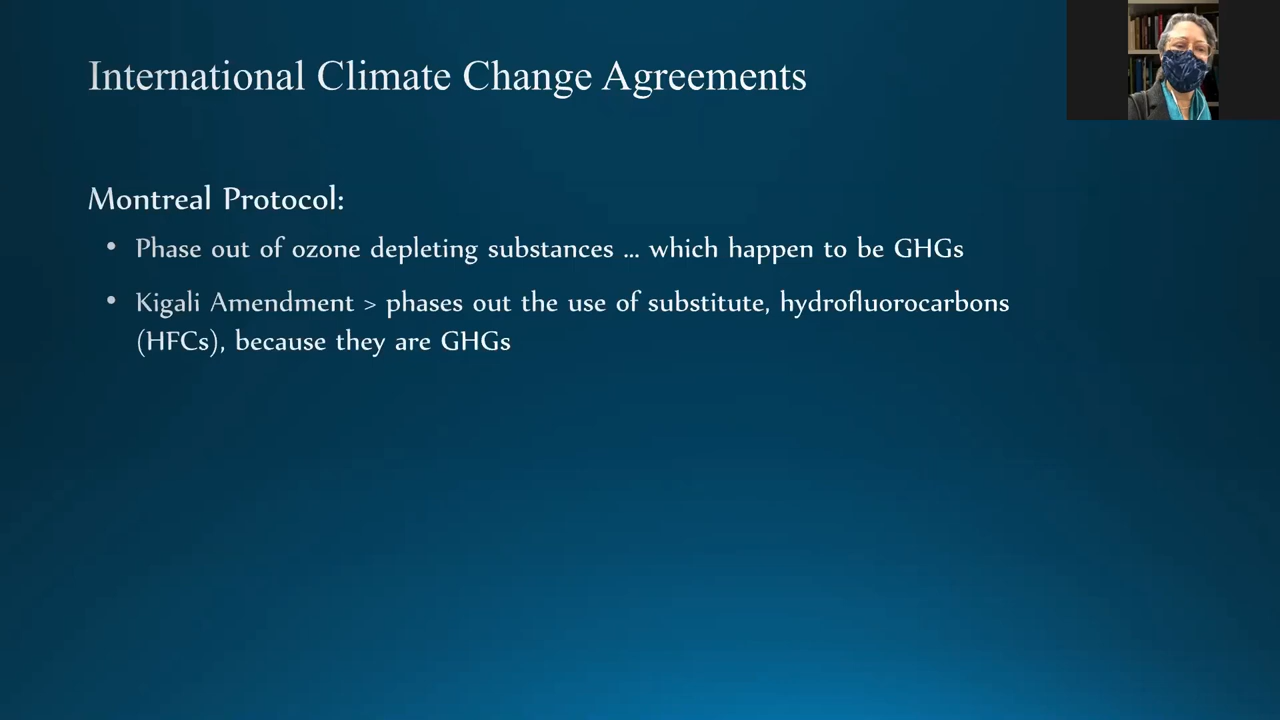 International Climate Change Agreements
Montreal Protocol:
• Phase out of ozone depleting substances ... which happen to be GHGs
• Kigali Amendment > phases out the use of substitute, hydrofluorocarbons
(HFCs), because they are GHGs